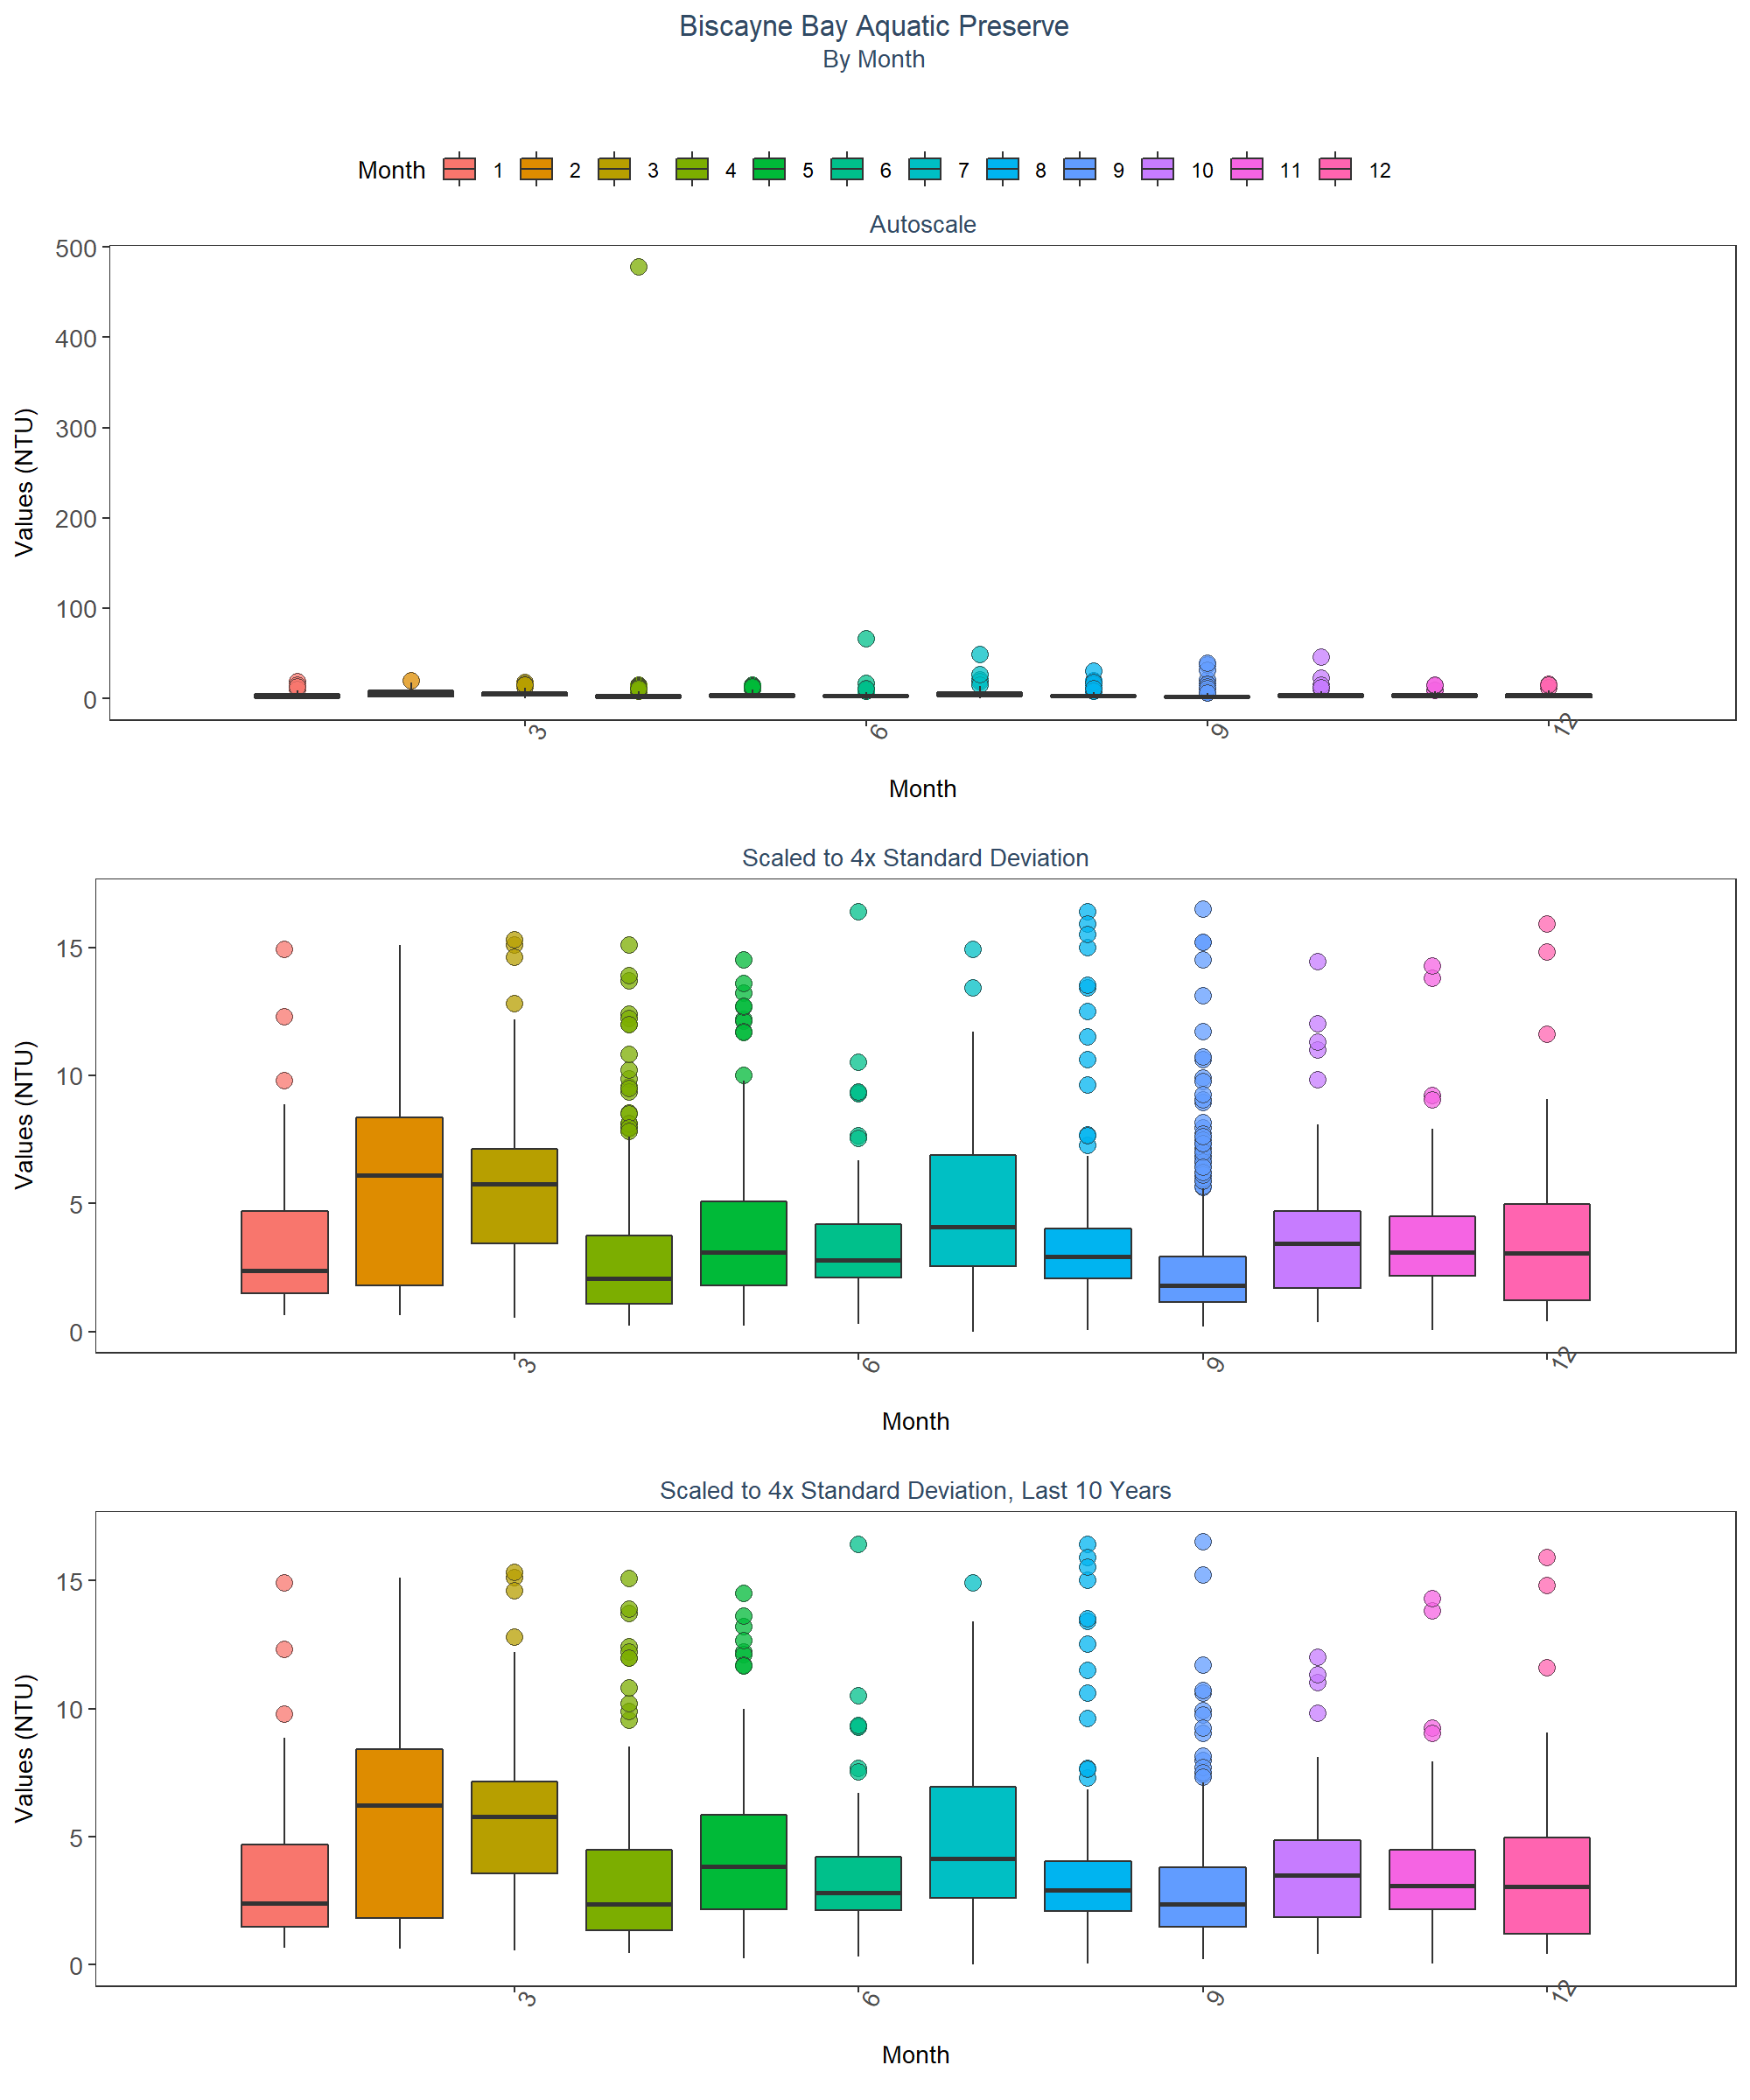 Biscayne Bay Aquatic Preserve
By Month
Month 1 2 3 4 5 6 7 8 9 10 11 12
Autoscale
Values (NTU)
500
400
300
200
100
0
3 6 9 12
Month
Scaled to 4x Standard Deviation
Values (NTU)
15
10
5
0
3 6 9 12
Month
Scaled to 4x Standard Deviation, Last 10 Years
Values (NTU)
15
10
5
0
3 6 9 12
Month